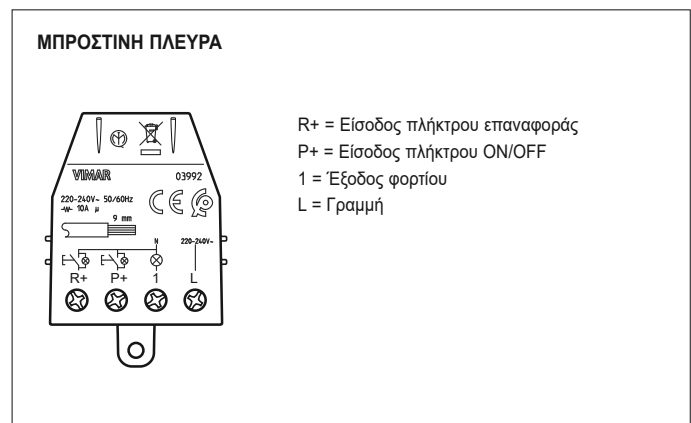 ΜΠΡΟΣΤΙΝΗ ΠΛΕΥΡΑ
R+ = Είσοδος πλήκτρου επαναφοράς
P+ = Είσοδος πλήκτρου ON/OFF
1 = Έξοδος φορτίου
L = Γραμμή
VIMAR 03992
220-240V~ 50/60Hz
10A μ
CE
9 mm
N 220-240V~
R+ P+ 1 L